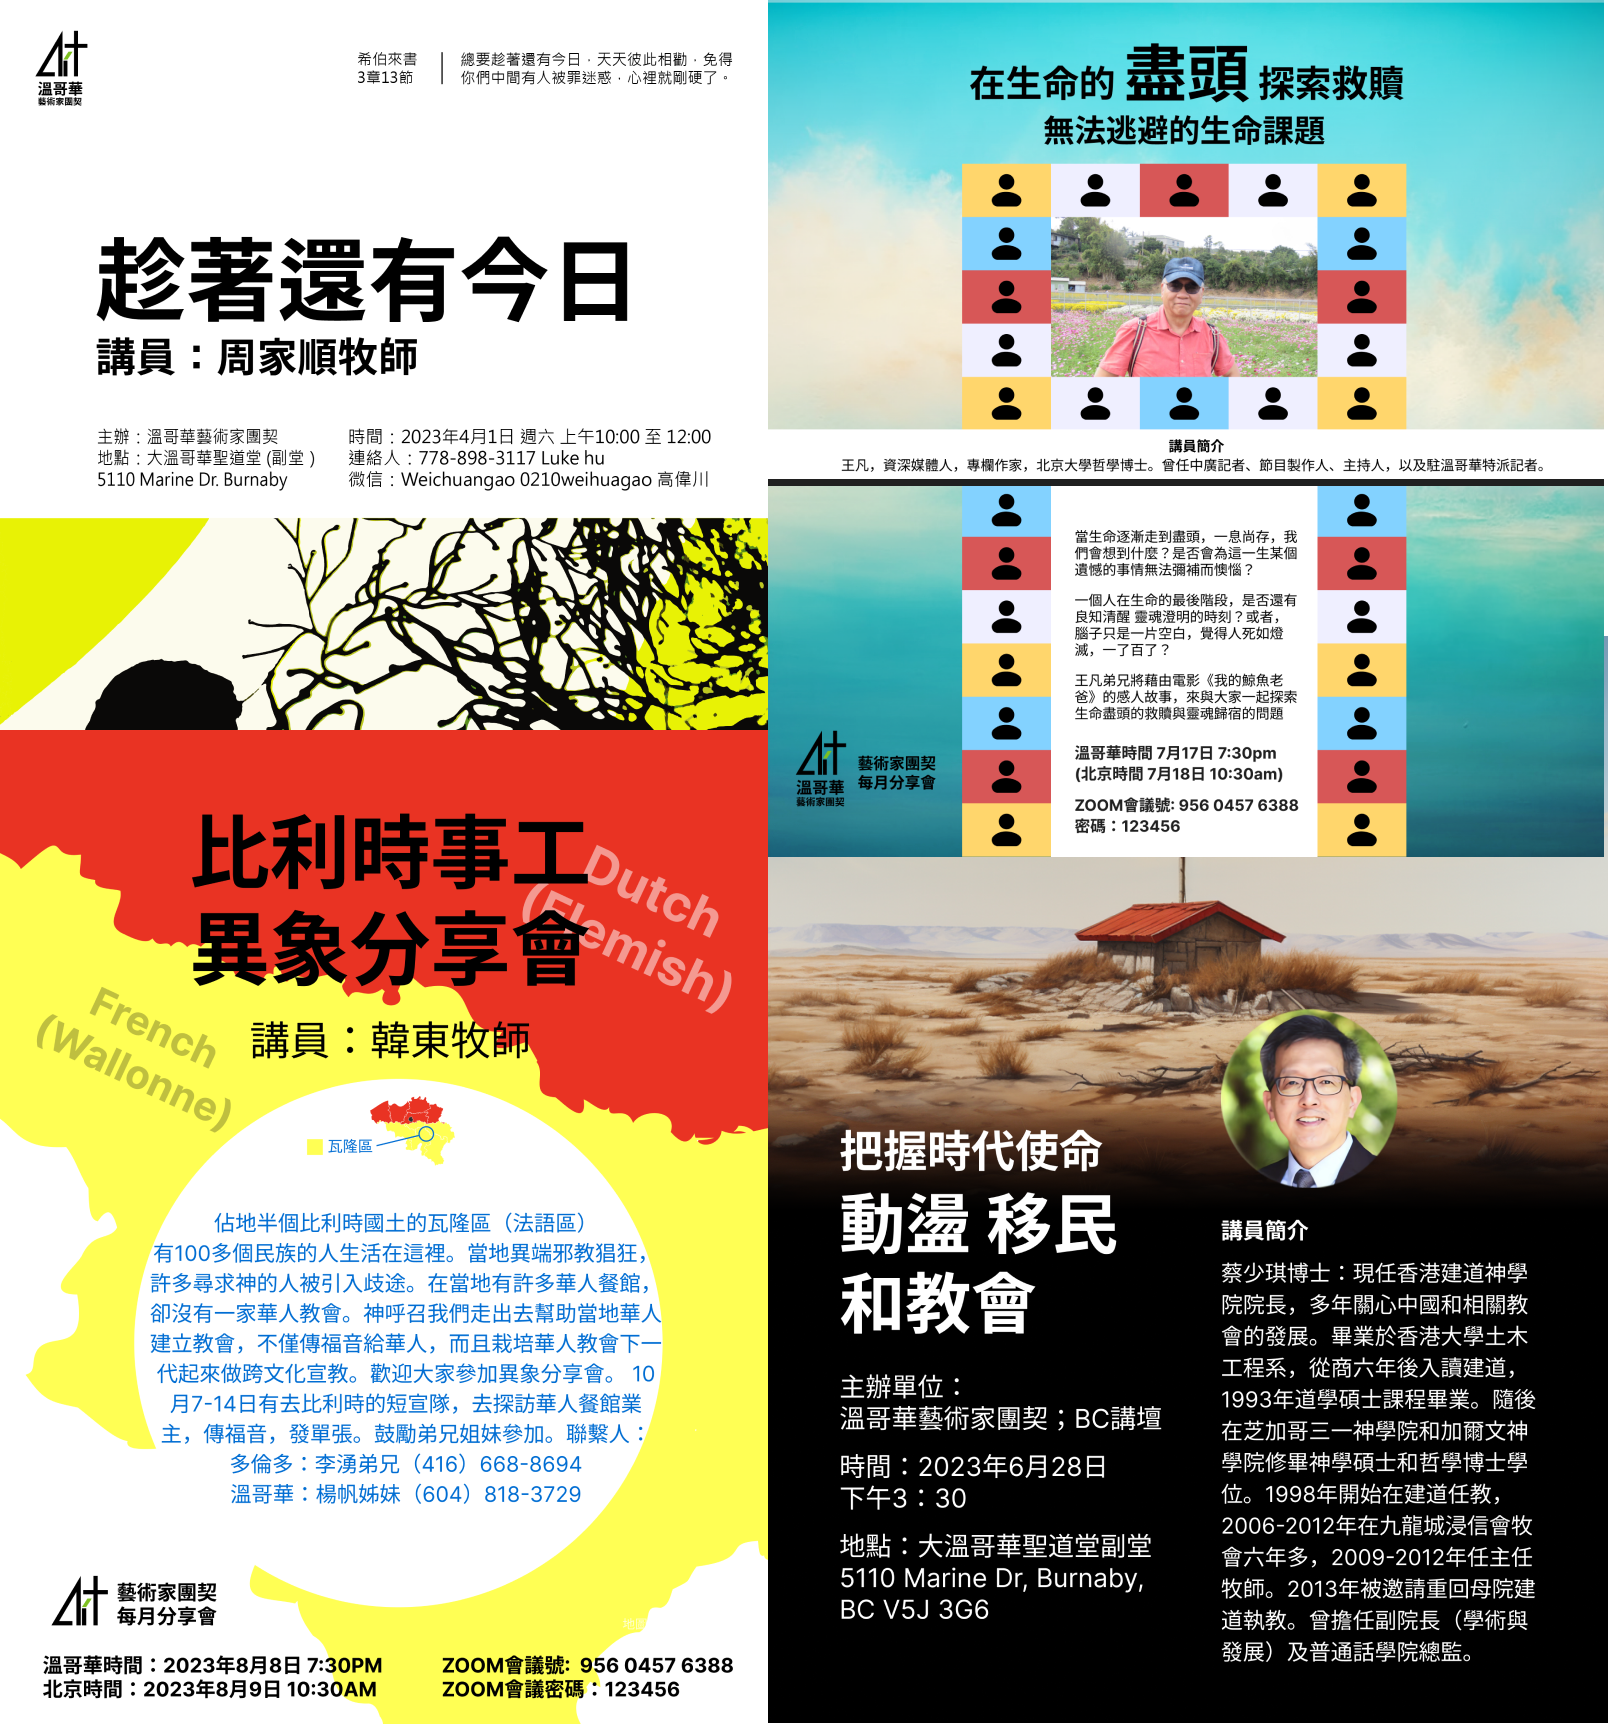 溫哥華
藝術家團契
希伯來書
3章13節
總要趁著還有今日，天天彼此相勸，免得
你們中間有人被罪迷惑，心裡就剛硬了。
趁著還有今日
講員：周家順牧師
主辦：溫哥華藝術家團契
地點：大溫哥華聖道堂 (副堂 )
5110 Marine Dr. Burnaby
時間：2023年4月1日 週六 上午10:00 至 12:00
連絡人：778-898-3117 Luke hu
微信：Weichuangao 0210weihuagao 高偉川
在生命的 盡頭 探索救贖
無法逃避的生命課題
講員簡介
王凡，資深媒體人，專欄作家，北京大學哲學博士。曾任中廣記者、節目製作人、主持人，以及駐溫哥華特派記者。
當生命逐漸走到盡頭，一息尚存，我
們會想到什麼？是否會為這一生某個
遺憾的事情無法彌補而懊惱？
一個人在生命的最後階段，是否還有
良知清醒 靈魂澄明的時刻？或者，
腦子只是一片空白，覺得人死如燈
滅，一了百了？
王凡弟兄將藉由電影《我的鯨魚老
爸》的感人故事，來與大家一起探索
生命盡頭的救贖與靈魂歸宿的問題
溫哥華時間 7月17日 7:30pm
(北京時間 7月18日 10:30am)
ZOOM會議號: 956 0457 6388
密碼：123456
溫哥華
藝術家團契
藝術家團契
每月分享會
比利時事工
異象分享會
Dutch
(Flemish)
French
(Wallonne)
講員：韓東牧師
瓦隆區
佔地半個比利時國土的瓦隆區（法語區）
有100多個民族的人生活在這裡。當地異端邪教猖狂，
許多尋求神的人被引入歧途。在當地有許多華人餐館，
卻沒有一家華人教會。神呼召我們走出去幫助當地華人
建立教會，不僅傳福音給華人，而且栽培華人教會下一
代起來做跨文化宣教。歡迎大家參加異象分享會。 10
月7-14日有去比利時的短宣隊，去探訪華人餐館業
主，傳福音，發單張。鼓勵弟兄姐妹參加。聯繫人：
多倫多：李湧弟兄（416）668-8694
溫哥華：楊帆姊妹（604）818-3729
藝術家團契
每月分享會
溫哥華時間：2023年8月8日 7:30PM
北京時間：2023年8月9日 10:30AM
ZOOM會議號: 956 0457 6388
ZOOM會議密碼：123456
把握時代使命
動盪 移民
和教會
主辦單位：
溫哥華藝術家團契；BC講壇
時間：2023年6月28日
下午3：30
地點：大溫哥華聖道堂副堂
5110 Marine Dr, Burnaby,
BC V5J 3G6
講員簡介
蔡少琪博士：現任香港建道神學
院院長，多年關心中國和相關教
會的發展。畢業於香港大學土木
工程系，從商六年後入讀建道，
1993年道學碩士課程畢業。隨後
在芝加哥三一神學院和加爾文神
學院修畢神學碩士和哲學博士學
位。1998年開始在建道任教，
2006-2012年在九龍城浸信會牧
會六年多，2009-2012年任主任
牧師。2013年被邀請重回母院建
道執教。曾擔任副院長（學術與
發展）及普通話學院總監。